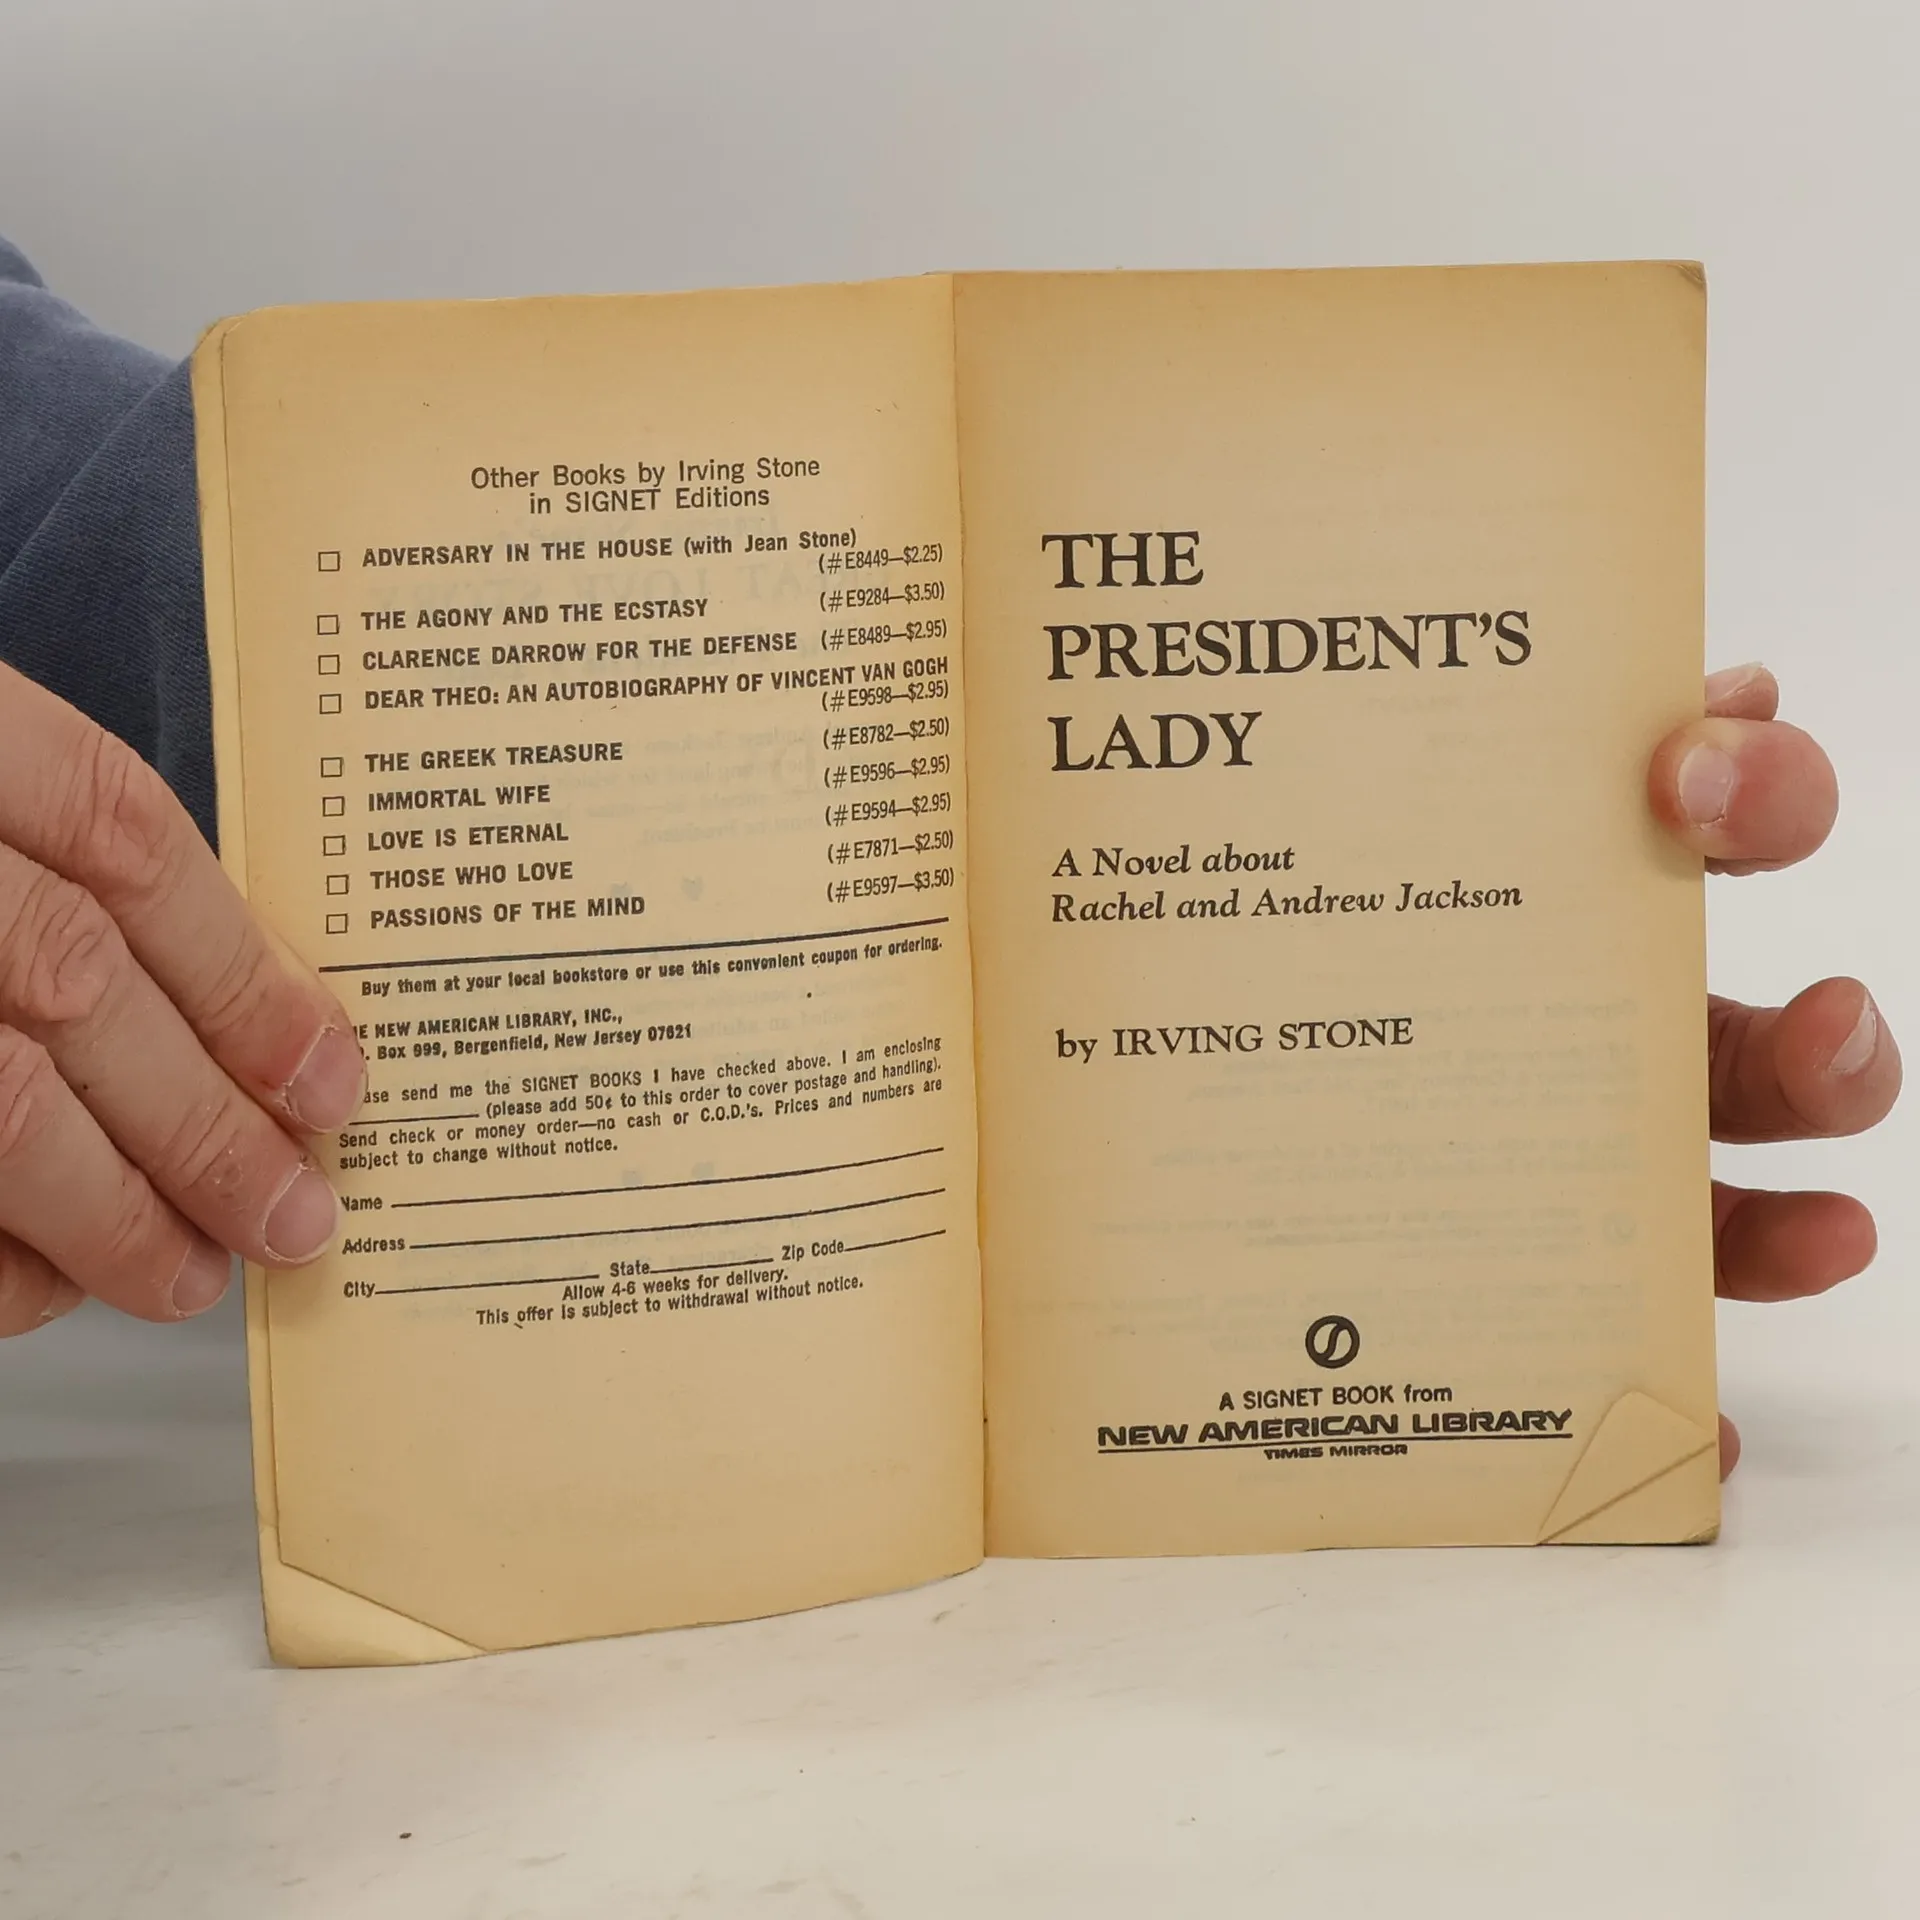 Other Books by Irving Stone
in SIGNET Editions
☐ ADVERSARY IN THE HOUSE (with Jean Stone)
(#E8449—$2.25)
☐ THE AGONY AND THE ECSTASY (#E9284—$3.50)
☐ CLARENCE DARROW FOR THE DEFENSE (#E8489—$2.95)
☐ DEAR THEO: AN AUTOBIOGRAPHY OF VINCENT VAN GOGH
(#E9598—$2.95)
☐ THE GREEK TREASURE (#E8782—$2.50)
☐ IMMORTAL WIFE (#E9596—$2.95)
☐ LOVE IS ETERNAL (#E9594—$2.95)
☐ THOSE WHO LOVE (#E7871—$2.50)
☐ PASSIONS OF THE MIND (#E9597—$3.50)
Buy them at your local bookstore or use this convenient coupon for ordering.
NEW AMERICAN LIBRARY, INC.,
Box 999, Bergenfield, New Jersey 07621
send me the SIGNET BOOKS I have checked above. I am enclosing
(please add 50¢ to this order to cover postage and handling).
Send check or money order—no cash or C.O.D.'s. Prices and numbers are
subject to change without notice.
Name
Address
City State Zip Code
Allow 4-6 weeks for delivery.
This offer is subject to withdrawal without notice.
THE
PRESIDENT'S
LADY
A Novel about
Rachel and Andrew Jackson
by IRVING STONE
A SIGNET BOOK from
NEW AMERICAN LIBRARY
TIMES MIRROR